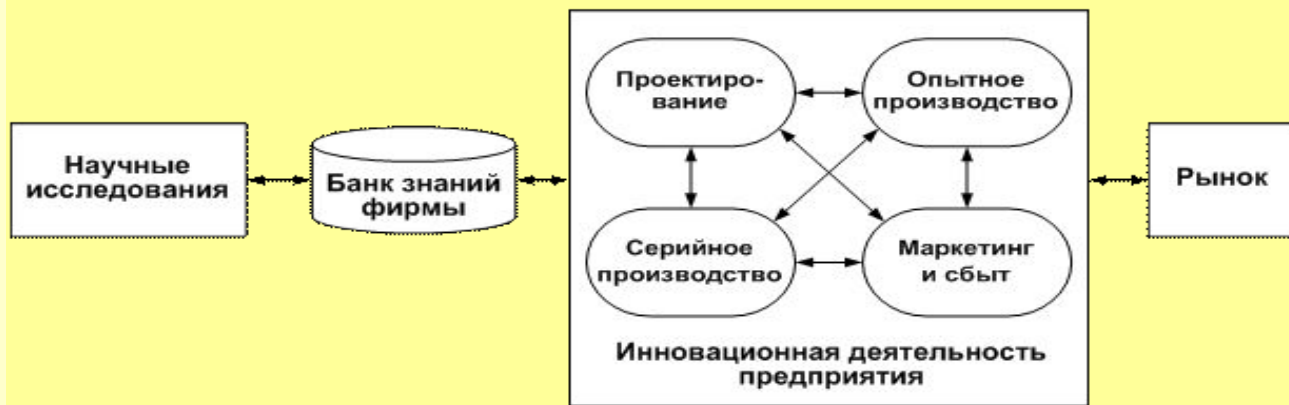 Научные
исследования
Банк знаний
фирмы
Проектиро-
вание
Опытное
производство
Серийное
производство
Маркетинг
и сбыт
Инновационная деятельность
предприятия
Рынок